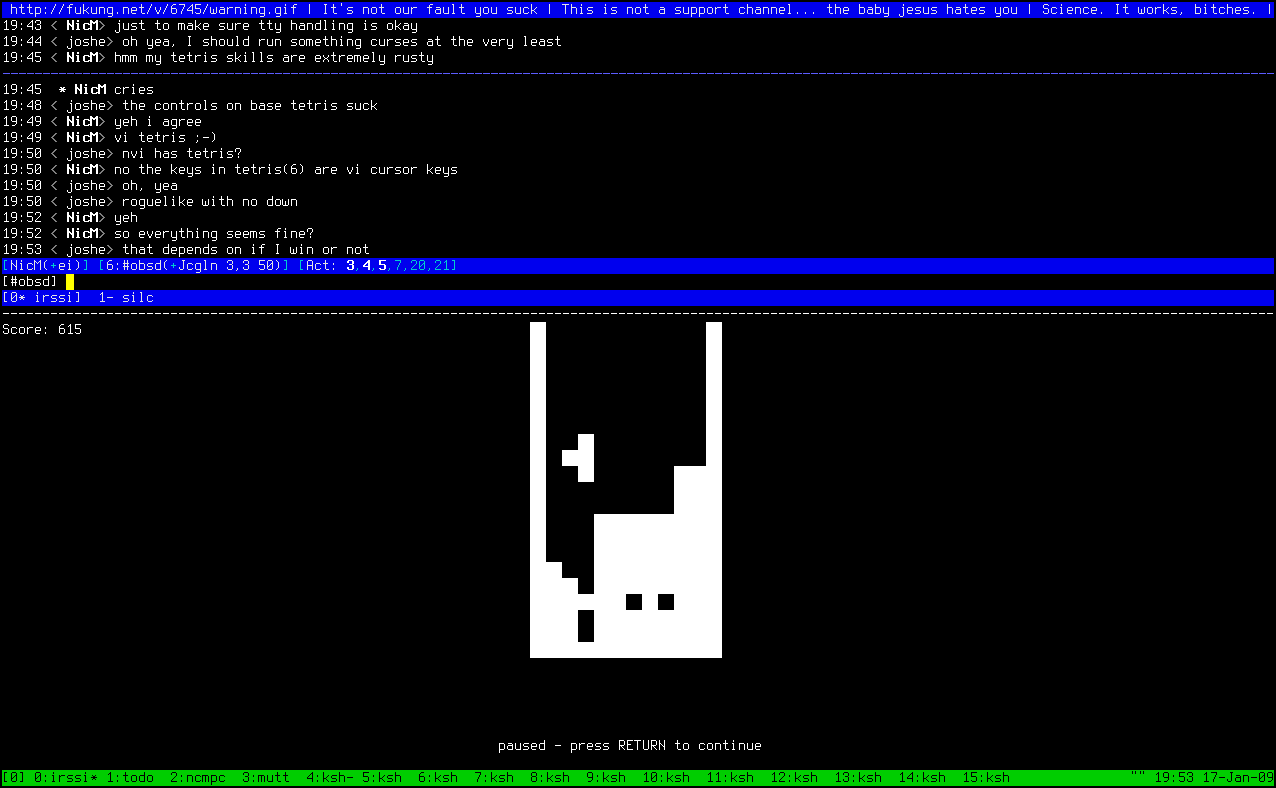 http://fukung.net/v/6745/warning.gif | It's not our fault you suck | This is not a support channel... the baby jesus hates you | Science. It works, bitches. |
19:43 < NicM> just to make sure tty handling is okay
19:44 < joshe> oh yea, I should run something curses at the very least
19:45 < NicM> hmm my tetris skills are extremely rusty
19:45  * NicM cries
19:48 < joshe> the controls on base tetris suck
19:49 < NicM> yeh i agree
19:49 < NicM> vi tetris ;-)
19:50 < joshe> nvi has tetris?
19:50 < NicM> no the keys in tetris(6) are vi cursor keys
19:50 < joshe> oh, yea
19:50 < joshe> roguelike with no down
19:52 < NicM> yeh
19:52 < NicM> so everything seems fine?
19:53 < joshe> that depends on if I win or not
[NicM(+ei)] [6:#obsd(+Jcgln 3,3 50)] [Act: 3,4,5,7,20,21]
[#obsd]
[0* irssi]  1- silc
Score: 615
paused - press RETURN to continue
[0] 0:irssi* 1:todo  2:ncmpc  3:mutt  4:ksh- 5:ksh  6:ksh  7:ksh  8:ksh  9:ksh  10:ksh  11:ksh  12:ksh  13:ksh  14:ksh  15:ksh "" 19:53 17-Jan-09